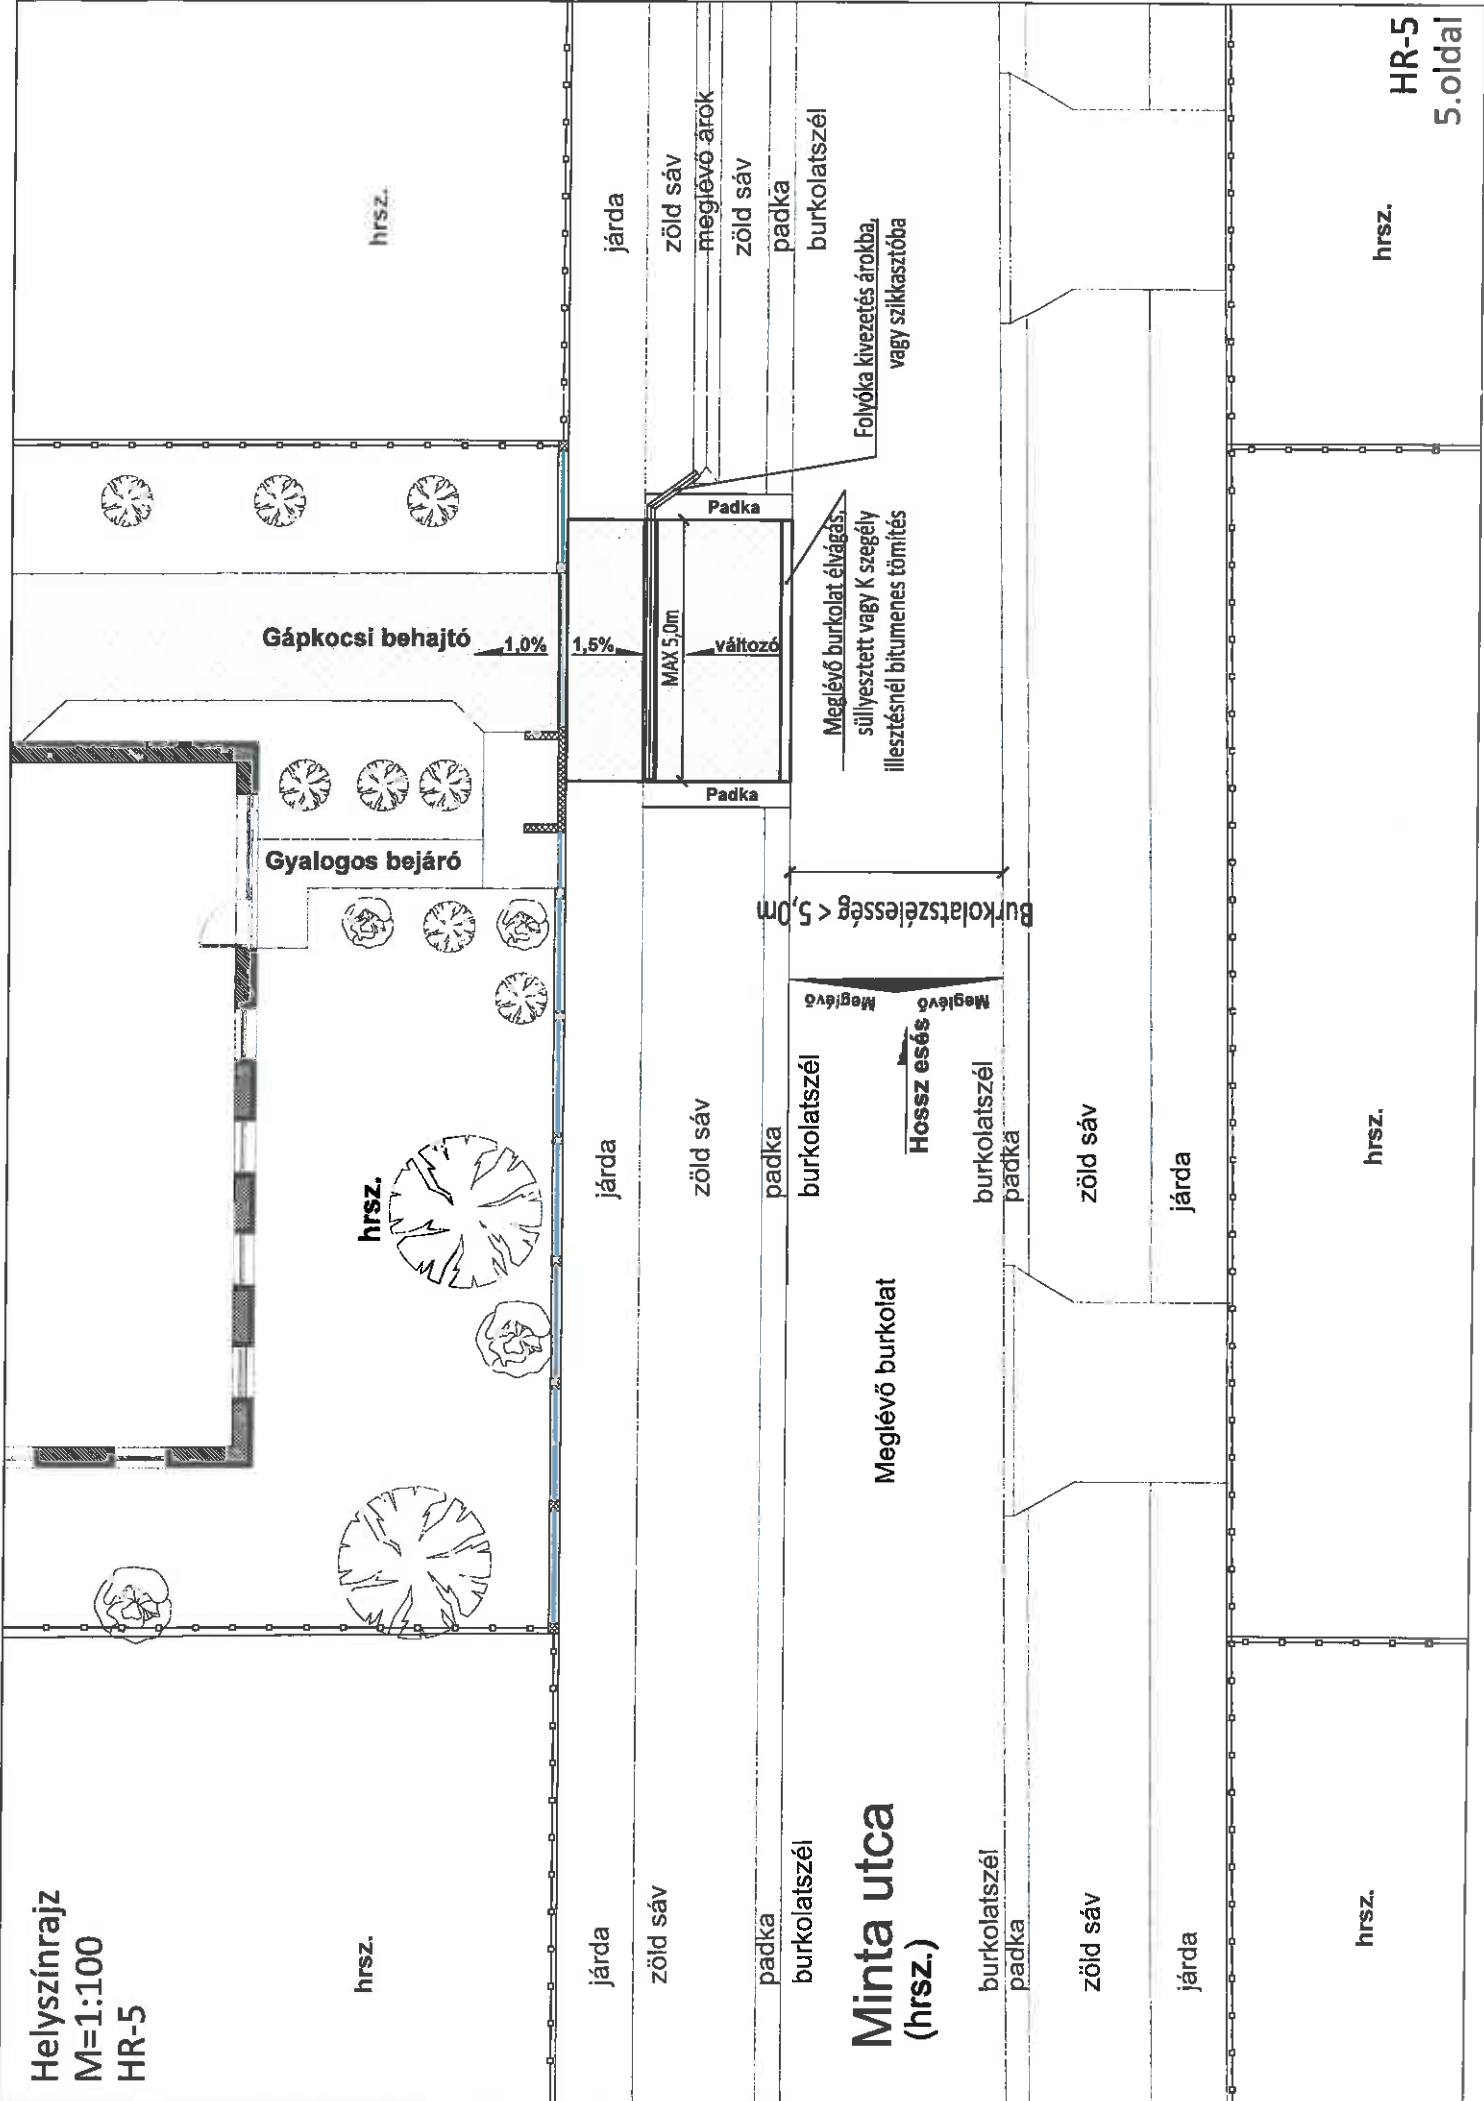 Helyszínrajz
M=1:100
HR-5
hrsz.
hrsz.
hrsz.
Gyalogos bejáró
Gápkocsi behajtó
1,0%
1,5%
MAX 5,0m
változó
Padka
Padka
járda
zöld sáv
padka
burkolatszél
járda
zöld sáv
padka
burkolatszél
járda
zöld sáv
meglévő árok
zöld sáv
padka
burkolatszél
Folyóka kivezetés árokba,
vagy szikkasztóba
Meglévő burkolat élvágás,
süllyesztett vagy K szegély
illesztésnél bitumenes tömítés
Burkolatszélesség < 5,0m
Meglévő
Meglévő
Hossz esés
Meglévő burkolat
Minta utca
(hrsz.)
burkolatszél
padka
zöld sáv
járda
burkolatszél
padka
zöld sáv
járda
hrsz.
hrsz.
hrsz.
HR-5
5.oldal